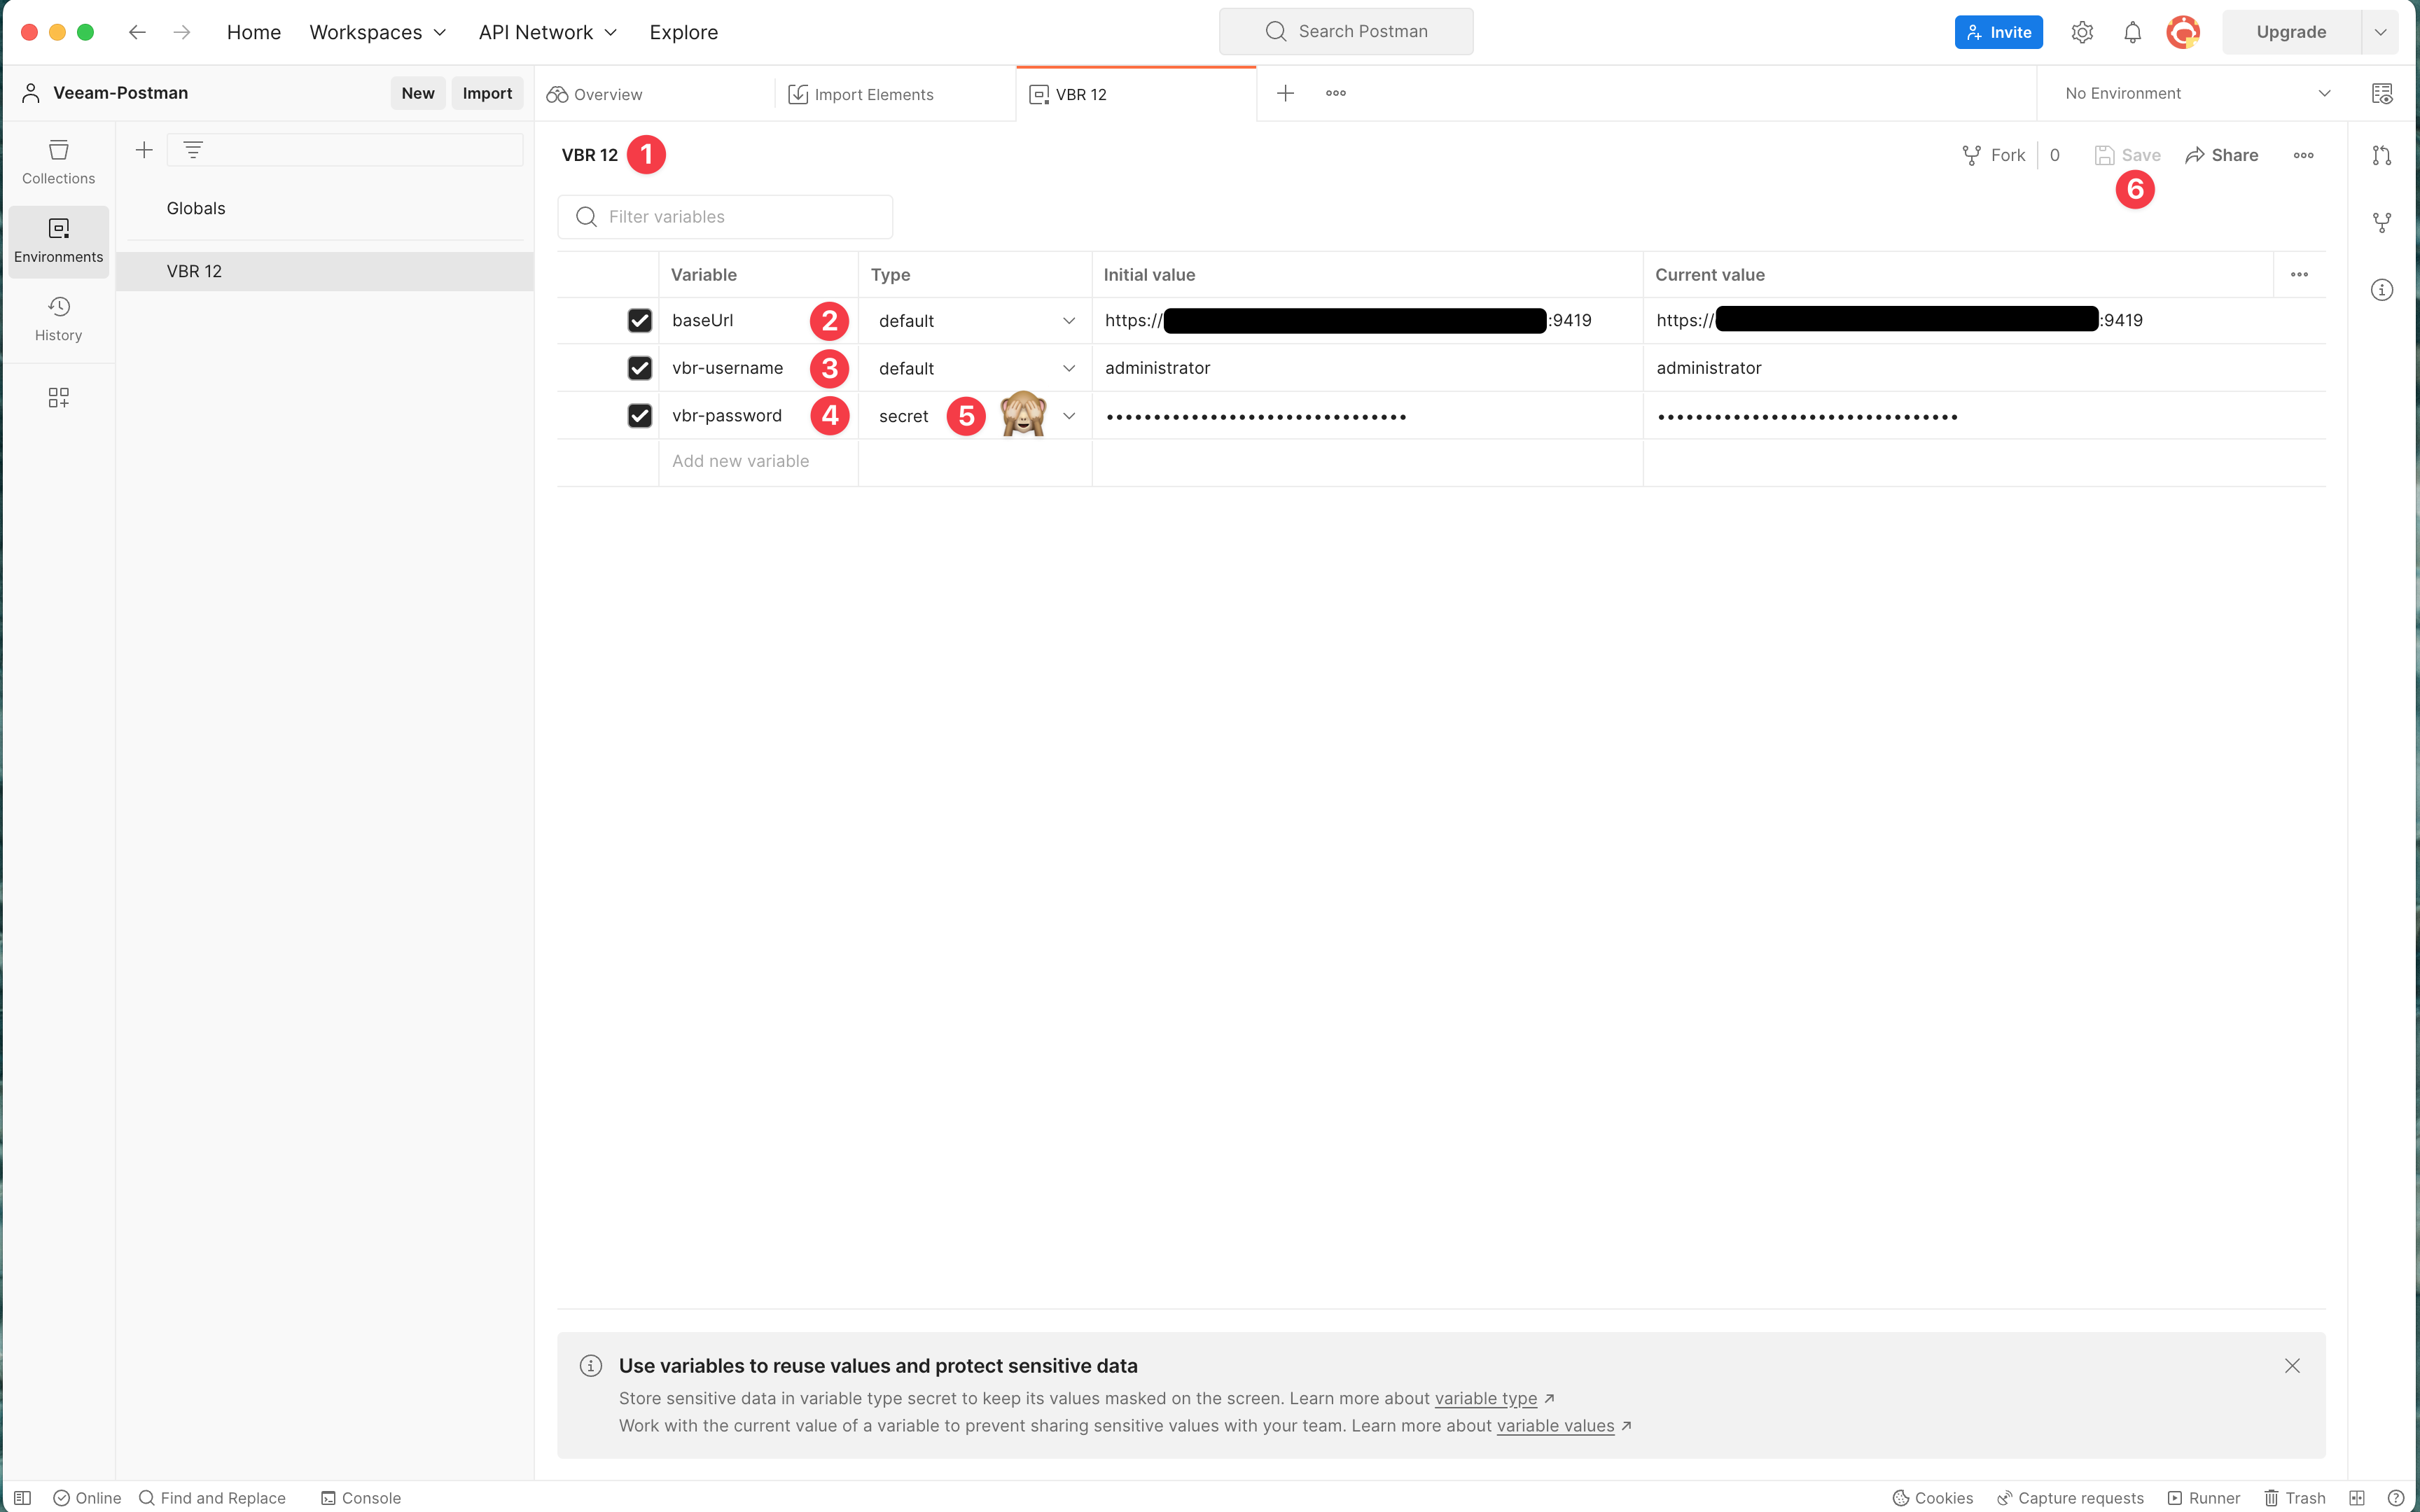 Home Workspaces API Network Explore Search Postman Invite Upgrade
Veeam-Postman New Import Overview Import Elements VBR 12 No Environment
Collections
Environments
History
Globals
VBR 12
VBR 12 1 Fork 0 Save Share
6
Filter variables
Variable Type Initial value Current value
baseUrl 2 default https:// :9419 https:// :9419
vbr-username 3 default administrator administrator
vbr-password 4 secret 5 ••••••••••••••••••••••••••••••• •••••••••••••••••••••••••••••••
Add new variable
Use variables to reuse values and protect sensitive data
Store sensitive data in variable type secret to keep its values masked on the screen. Learn more about variable type ↗
Work with the current value of a variable to prevent sharing sensitive values with your team. Learn more about variable values ↗
Online Find and Replace Console Cookies Capture requests Runner Trash